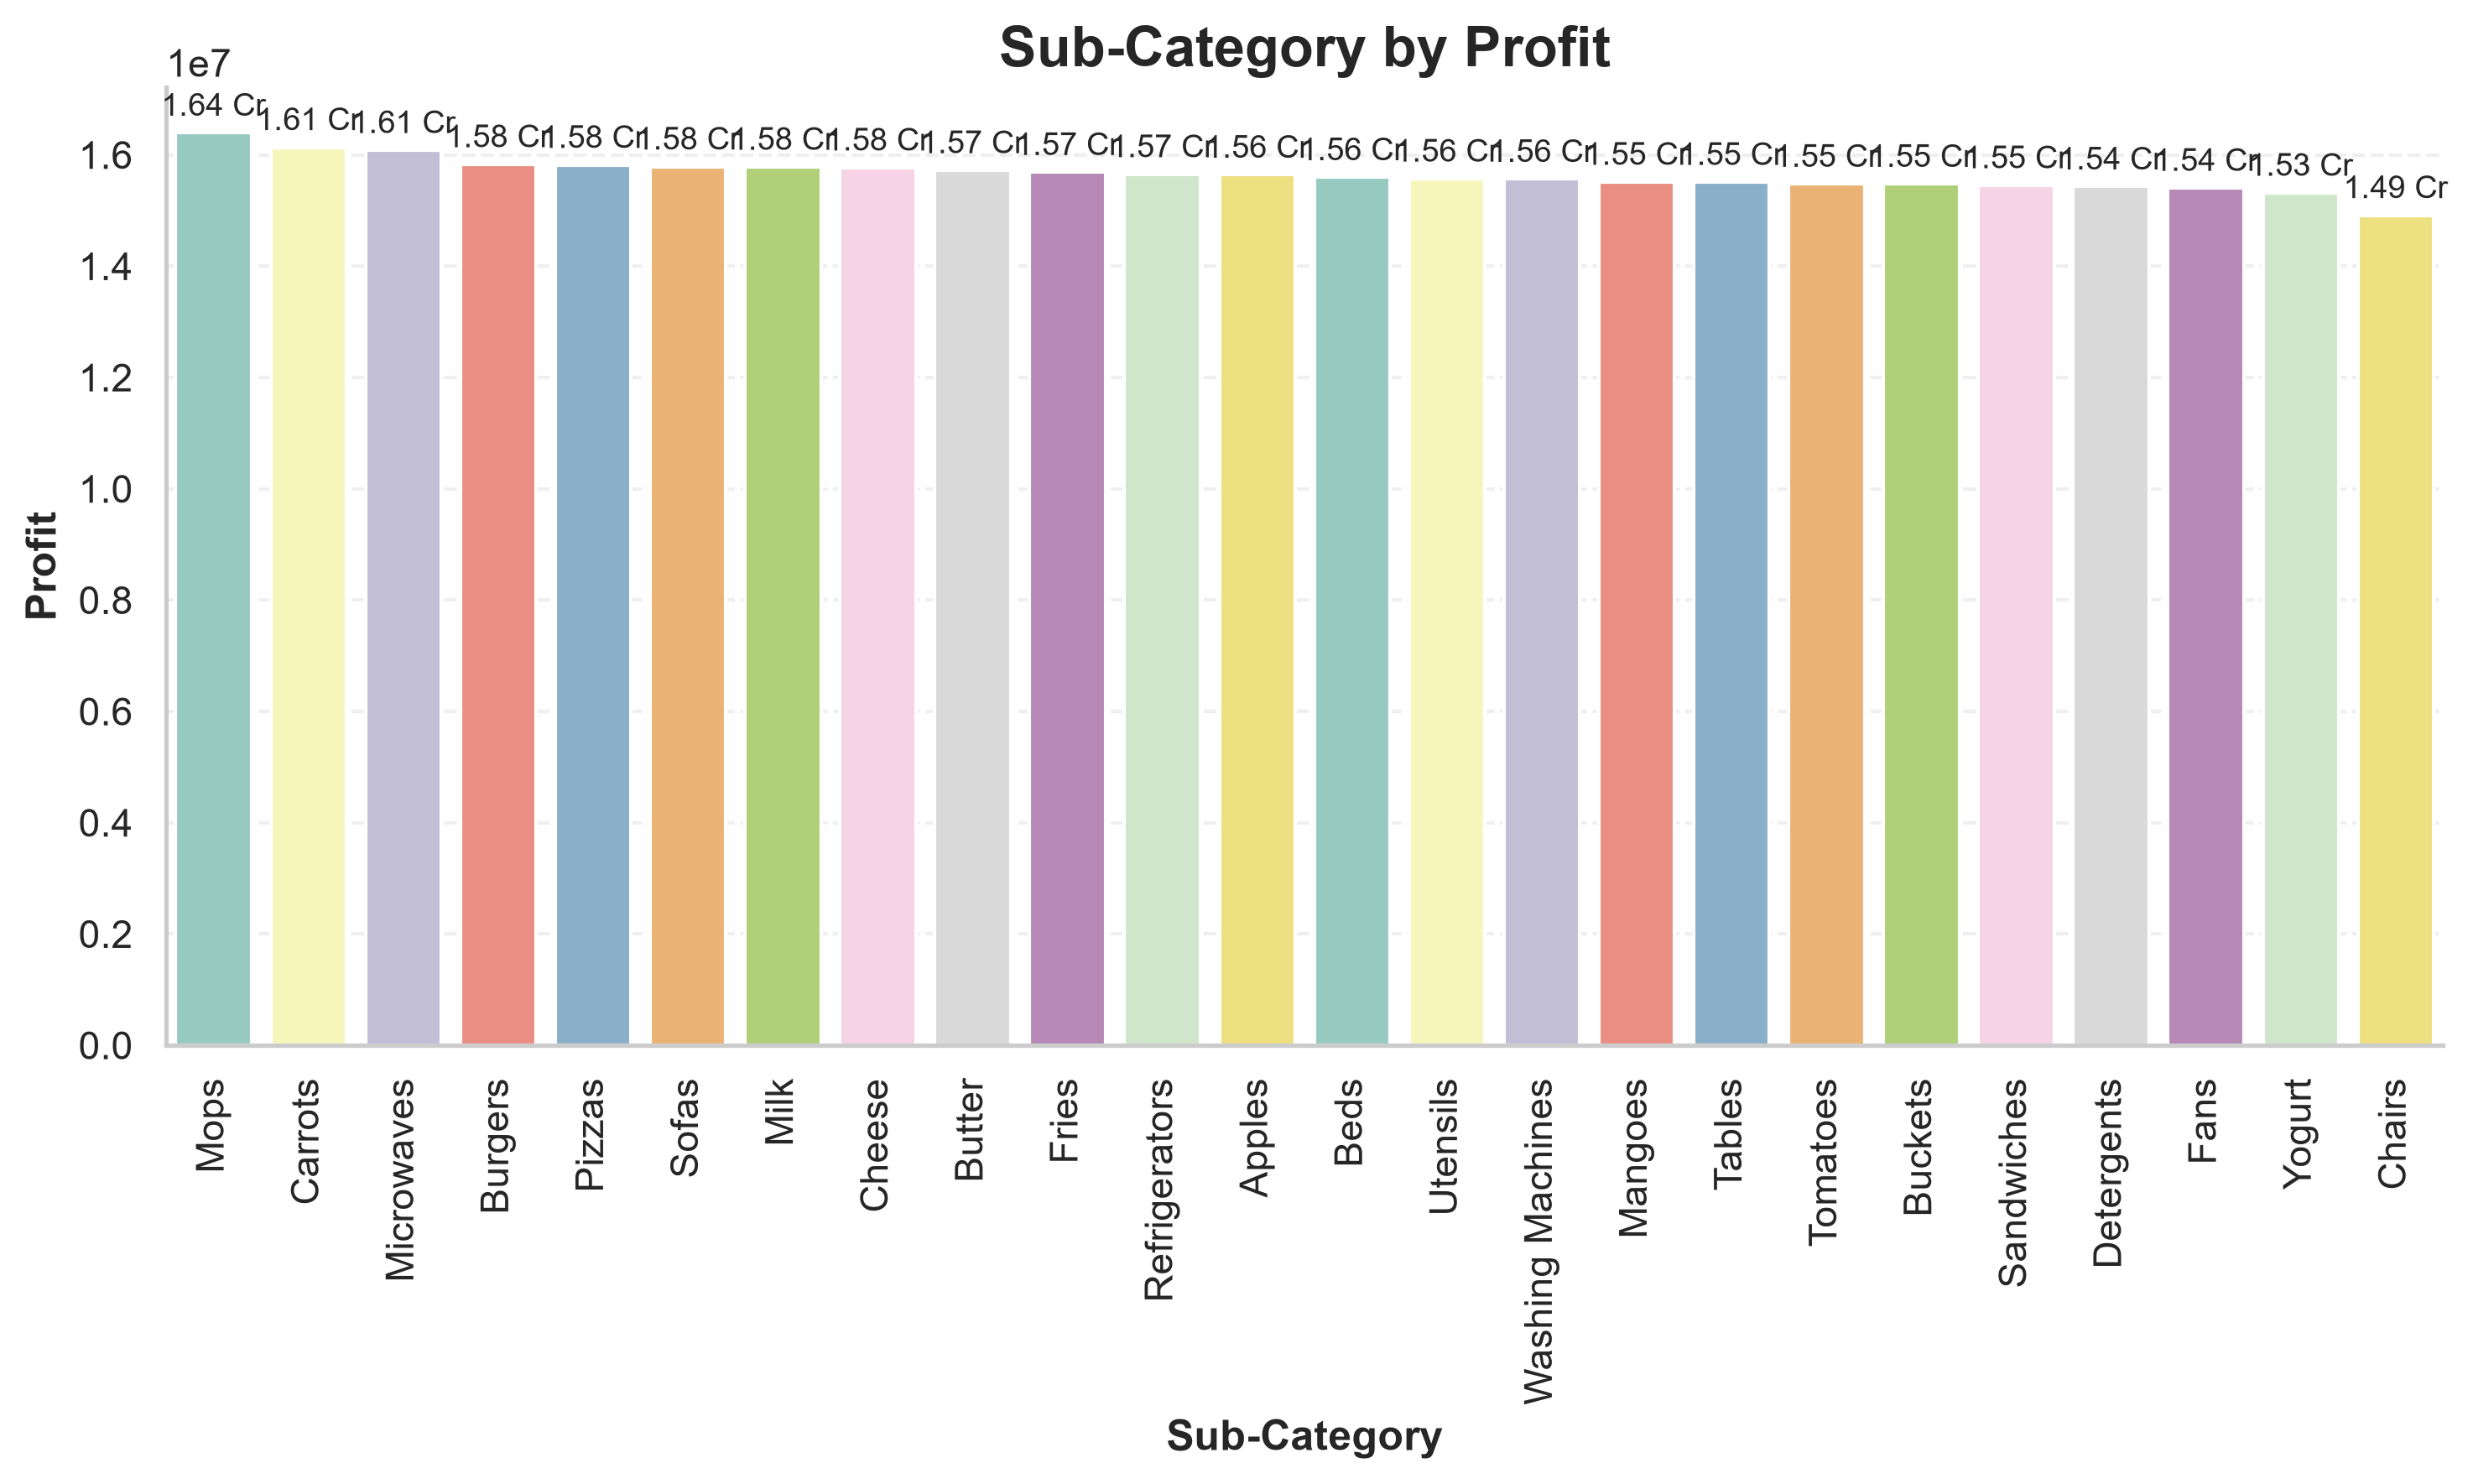 Sub-Category by Profit
1e7
1.64 Cr
1.61 Cr
1.61 Cr
1.58 Cr
1.58 Cr
1.58 Cr
1.58 Cr
1.58 Cr
1.57 Cr
1.57 Cr
1.57 Cr
1.56 Cr
1.56 Cr
1.56 Cr
1.56 Cr
1.55 Cr
1.55 Cr
1.55 Cr
1.55 Cr
1.55 Cr
1.54 Cr
1.54 Cr
1.53 Cr
1.49 Cr
1.6
1.4
1.2
1.0
0.8
0.6
0.4
0.2
0.0
Profit
Mops
Carrots
Microwaves
Burgers
Pizzas
Sofas
Milk
Cheese
Butter
Fries
Refrigerators
Apples
Beds
Utensils
Washing Machines
Mangoes
Tables
Tomatoes
Buckets
Sandwiches
Detergents
Fans
Yogurt
Chairs
Sub-Category